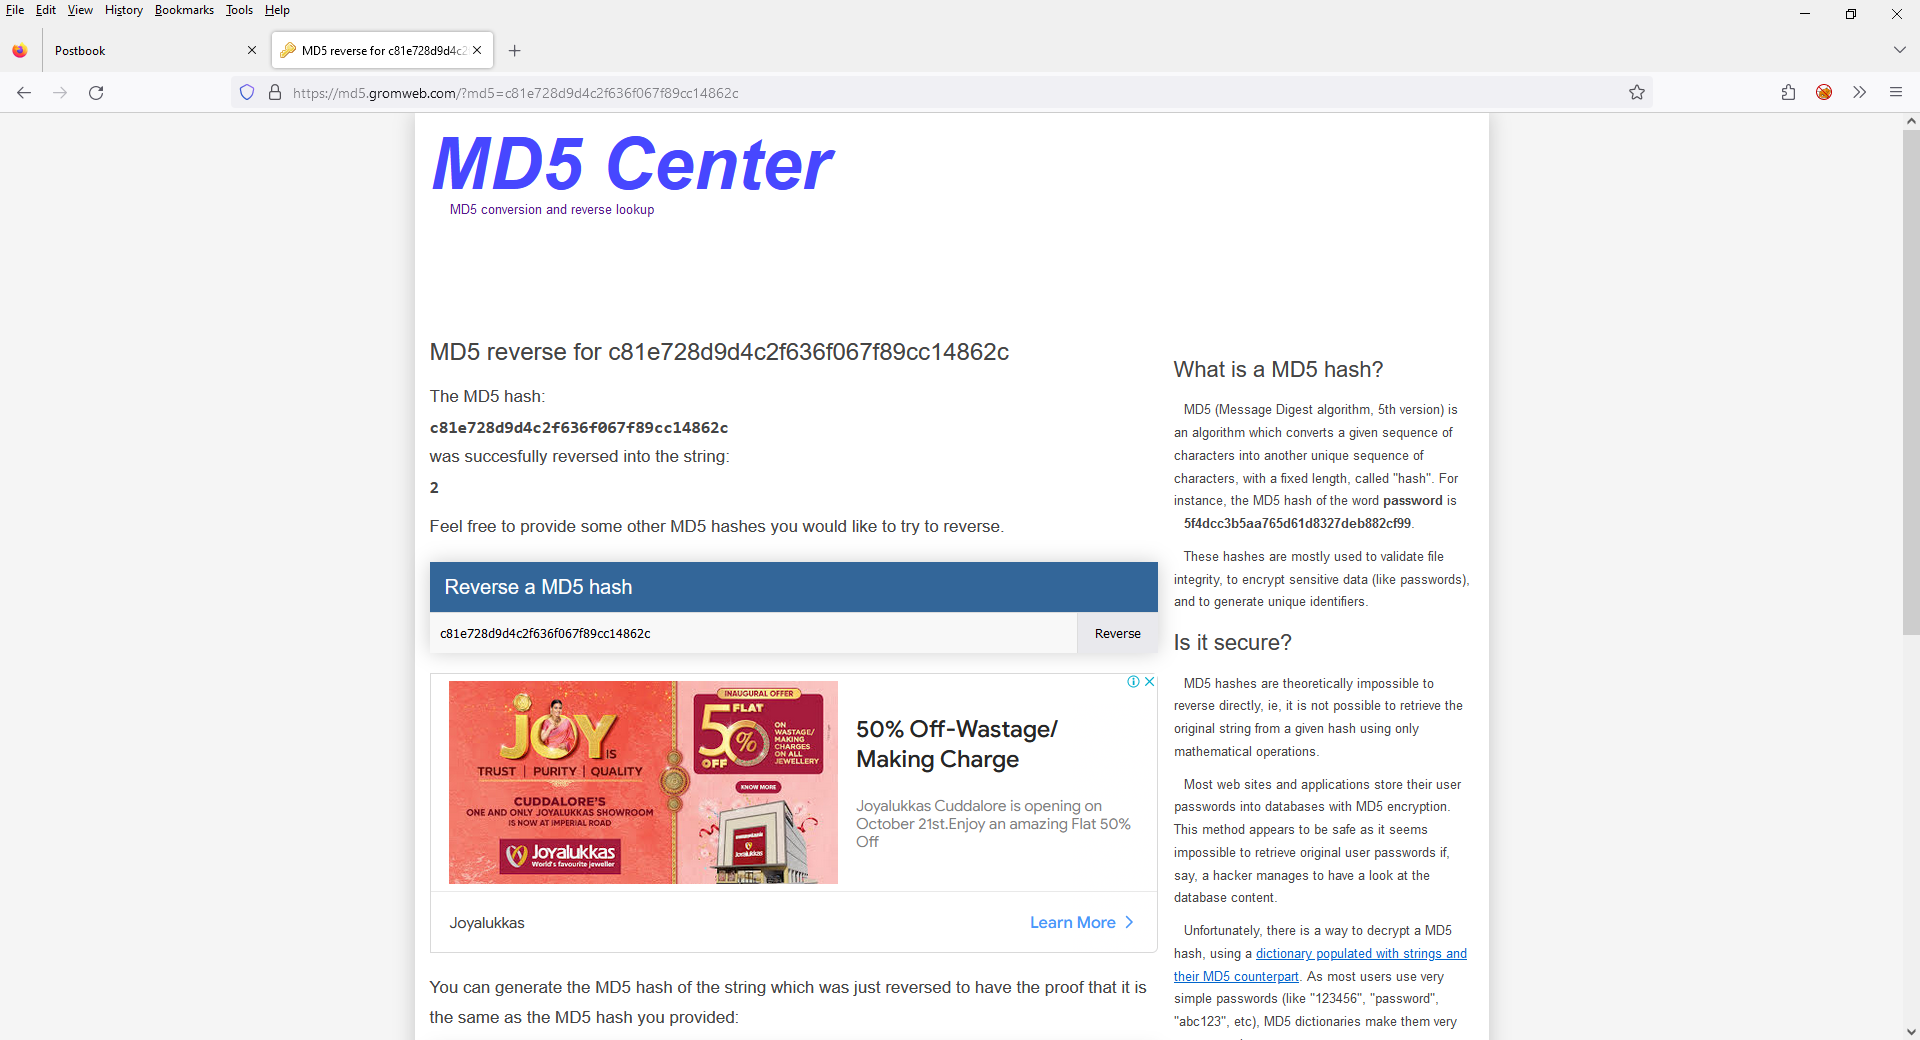 File Edit View History Bookmarks Tools Help
Postbook
MD5 reverse for c81e728d9d4c2
https://md5.gromweb.com/?md5=c81e728d9d4c2f636f067f89cc14862c
MD5 Center
MD5 conversion and reverse lookup
MD5 reverse for c81e728d9d4c2f636f067f89cc14862c
The MD5 hash:
c81e728d9d4c2f636f067f89cc14862c
was succesfully reversed into the string:
2
Feel free to provide some other MD5 hashes you would like to try to reverse.
Reverse a MD5 hash
c81e728d9d4c2f636f067f89cc14862c
Reverse
JOY
IS
TRUST | PURITY | QUALITY
CUDDALORE'S
ONE AND ONLY JOYALUKKAS SHOWROOM
IS NOW AT IMPERIAL ROAD
Joyalukkas
World's favourite jeweller
INAUGURAL OFFER
FLAT
50%
OFF
ON
WASTAGE/
MAKING
CHARGES
ON ALL
JEWELLERY
KNOW MORE
Joyalukkas
50% Off-Wastage/
Making Charge
Joyalukkas Cuddalore is opening on
October 21st.Enjoy an amazing Flat 50%
Off
Joyalukkas
Learn More
You can generate the MD5 hash of the string which was just reversed to have the proof that it is
the same as the MD5 hash you provided:
What is a MD5 hash?
MD5 (Message Digest algorithm, 5th version) is
an algorithm which converts a given sequence of
characters into another unique sequence of
characters, with a fixed length, called "hash". For
instance, the MD5 hash of the word password is
5f4dcc3b5aa765d61d8327deb882cf99.
These hashes are mostly used to validate file
integrity, to encrypt sensitive data (like passwords),
and to generate unique identifiers.
Is it secure?
MD5 hashes are theoretically impossible to
reverse directly, ie, it is not possible to retrieve the
original string from a given hash using only
mathematical operations.
Most web sites and applications store their user
passwords into databases with MD5 encryption.
This method appears to be safe as it seems
impossible to retrieve original user passwords if,
say, a hacker manages to have a look at the
database content.
Unfortunately, there is a way to decrypt a MD5
hash, using a dictionary populated with strings and
their MD5 counterpart. As most users use very
simple passwords (like "123456", "password",
"abc123", etc), MD5 dictionaries make them very